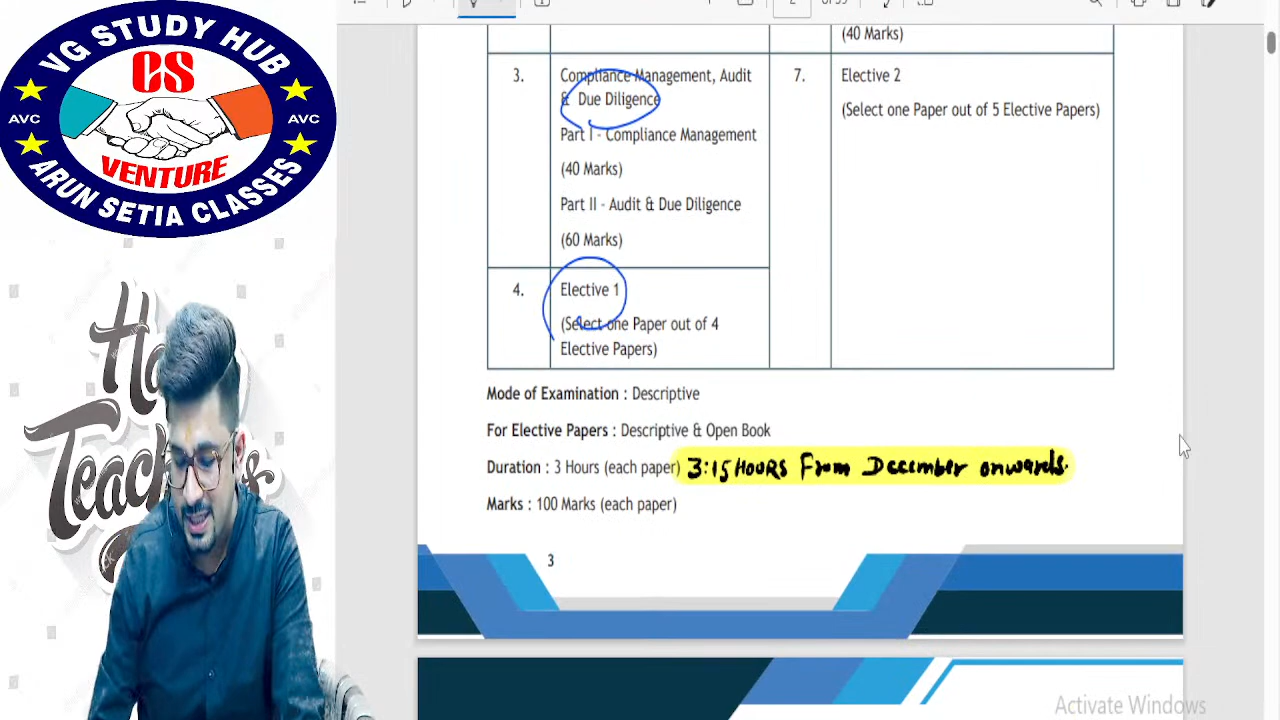 VG STUDY HUB
CS
AVC
AVC
VENTURE
ARUN SETIA CLASSES
Teach
(40 Marks)
3.
Compliance Management, Audit
& Due Diligence
Part I - Compliance Management
(40 Marks)
Part II - Audit & Due Diligence
(60 Marks)
7.
Elective 2
(Select one Paper out of 5 Elective Papers)
4.
Elective 1
(Select one Paper out of 4
Elective Papers)
Mode of Examination : Descriptive
For Elective Papers : Descriptive & Open Book
Duration : 3 Hours (each paper) 3:15 HOURS From December onwards.
Marks : 100 Marks (each paper)
3
Activate Windows